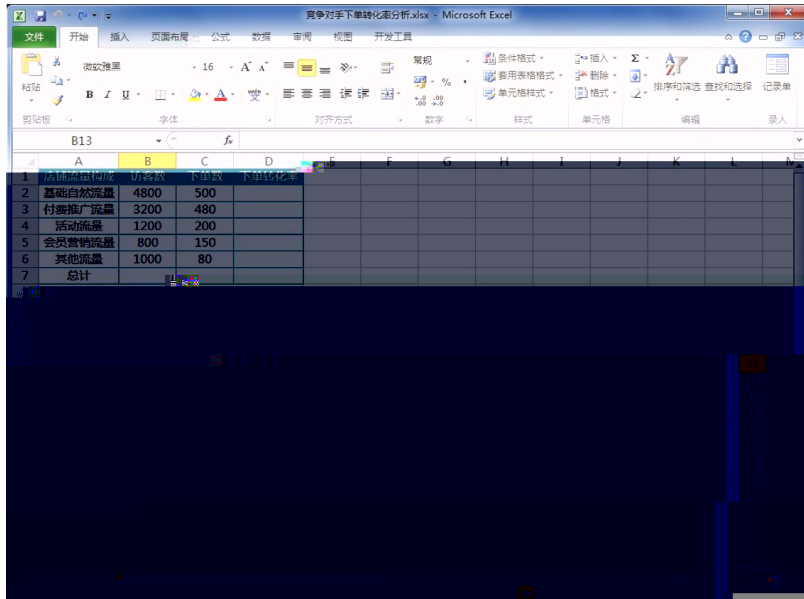 竞争对手下单转化率分析.xlsx - Microsoft Excel
文件 开始 插入 页面布局 公式 数据 审阅 视图 开发工具
微软雅黑 16 A A 常规 条件格式 插入 Σ
粘贴 套用表格格式 删除 排序和筛选 查找和选择 记录单
B I U A % , 单元格样式 格式
剪贴板 字体 对齐方式 数字 样式 单元格 编辑 录入
B13 fx
A B C D E F G H I J K L M
1 店铺流量构成 访客数 下单数 下单转化率
2 基础自然流量 4800 500
3 付费推广流量 3200 480
4 活动流量 1200 200
5 会员营销流量 800 150
6 其他流量 1000 80
7 总计